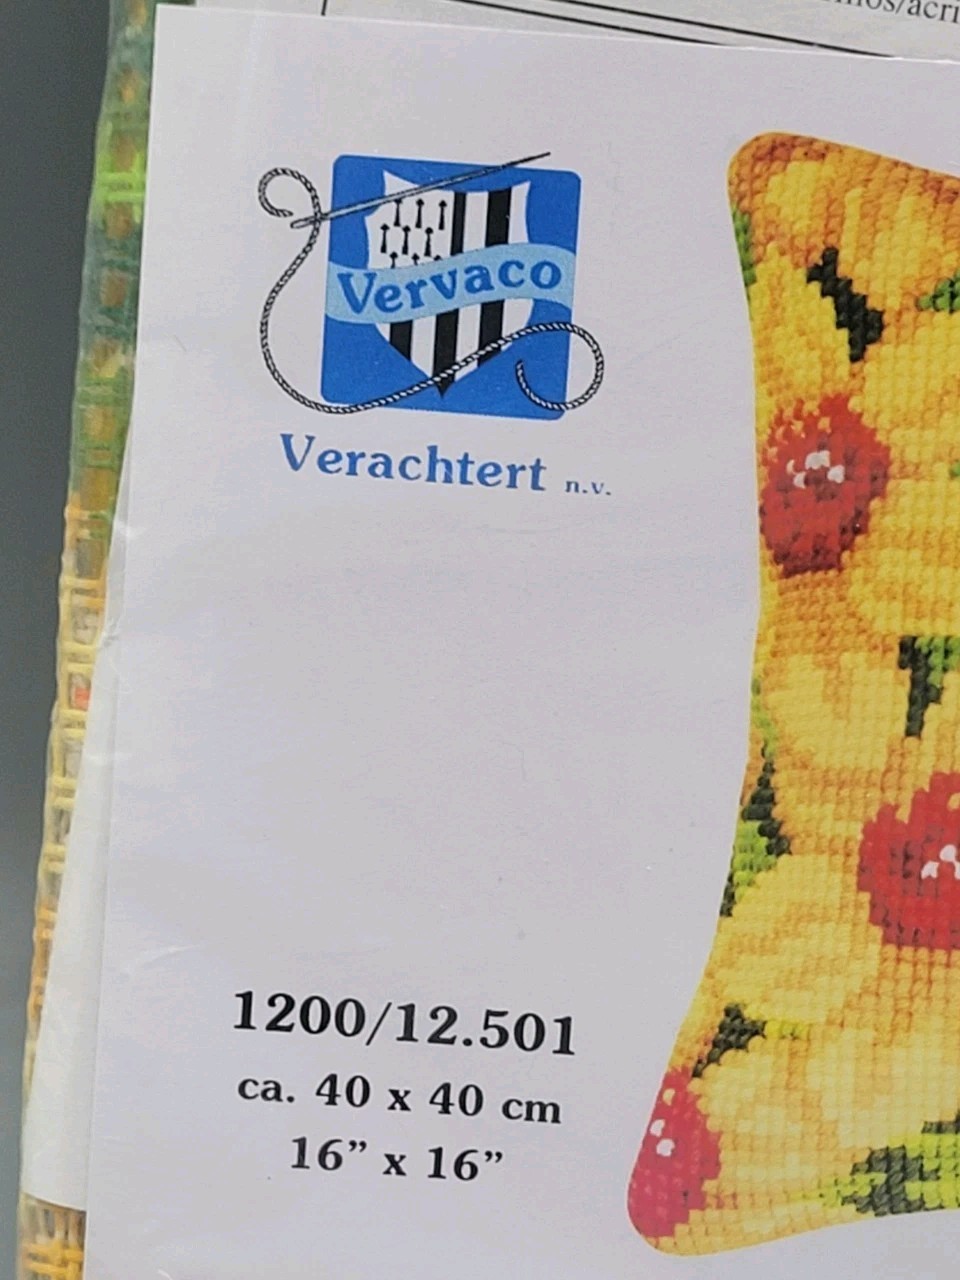 Vervaco
Verachtert n.v.
1200/12.501
ca. 40 x 40 cm
16” x 16”